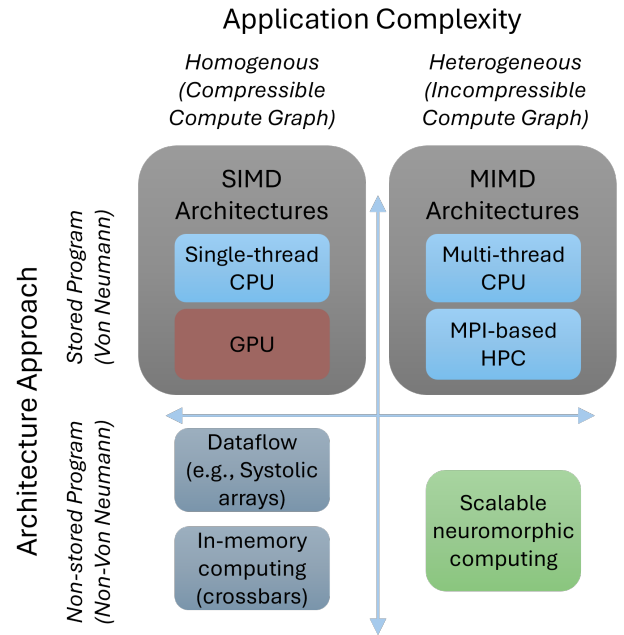 Application Complexity
Homogenous
(Compressible
Compute Graph)
Heterogeneous
(Incompressible
Compute Graph)
Architecture Approach
Stored Program
(Von Neumann)
SIMD
Architectures
Single-thread
CPU
GPU
MIMD
Architectures
Multi-thread
CPU
MPI-based
HPC
Non-stored Program
(Non-Von Neumann)
Dataflow
(e.g., Systolic
arrays)
In-memory
computing
(crossbars)
Scalable
neuromorphic
computing